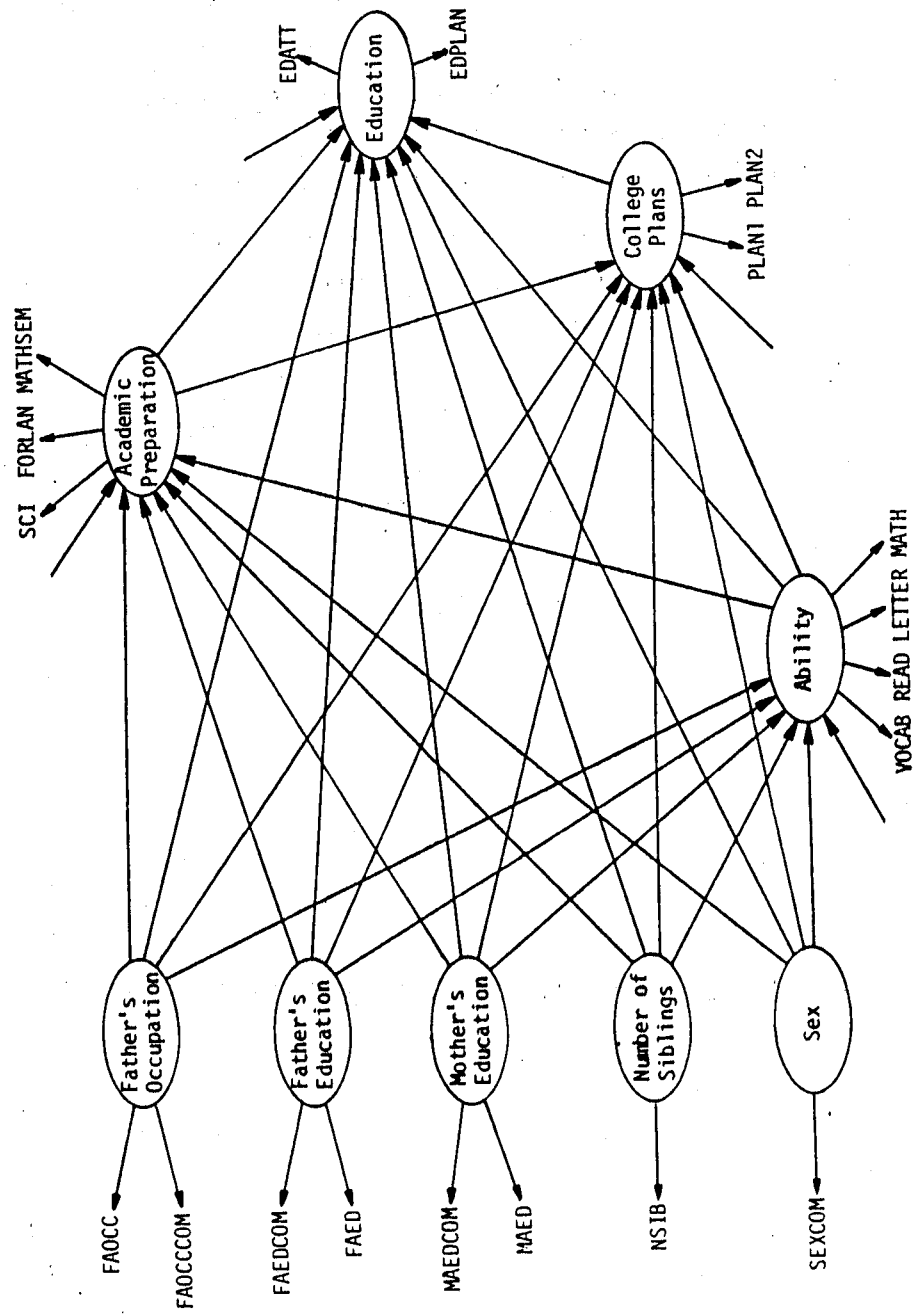 FAOCC
FAOCCCOM
Father's
Occupation
FAEDCOM
FAED
Father's
Education
MAEDCOM
MAED
Mother's
Education
NSIB
Number of
Siblings
SEXCOM
Sex
SCI FORLAN MATHSEM
Academic
Preparation
Ability
VOCAB READ LETTER MATH
College
Plans
PLAN1 PLAN2
EDATT
Education
EDPLAN